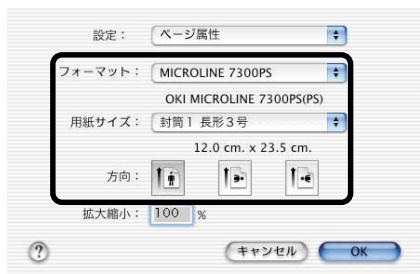 設定： ページ属性
フォーマット： MICROLINE 7300PS
OKI MICROLINE 7300PS(PS)
用紙サイズ： 封筒1 長形3号
12.0 cm. x 23.5 cm.
方向：
拡大縮小： 100 %
? キャンセル OK